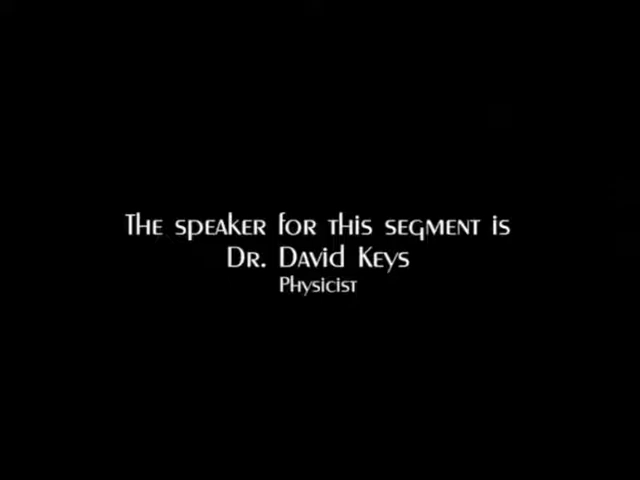 The speaker for this segment is
Dr. David Keys
Physicist